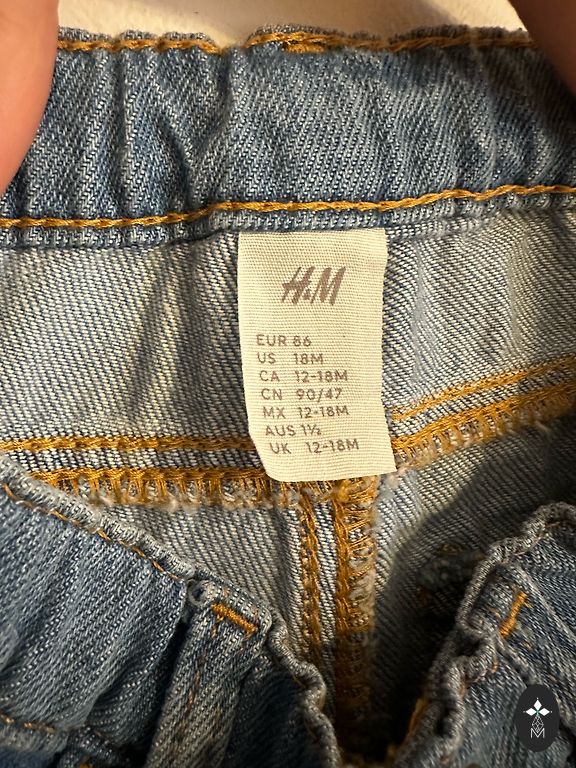 H&M
EUR 86
US 18M
CA 12-18M
CN 90/47
MX 12-18M
AUS 1½
UK 12-18M
M